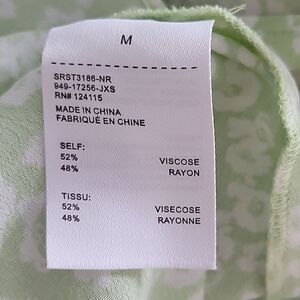 M
SRST3186-NR
949-17256-JXS
RN# 124115
MADE IN CHINA
FABRIQUÉ EN CHINE
SELF:
52% VISCOSE
48% RAYON
TISSU:
52% VISECOSE
48% RAYONNE